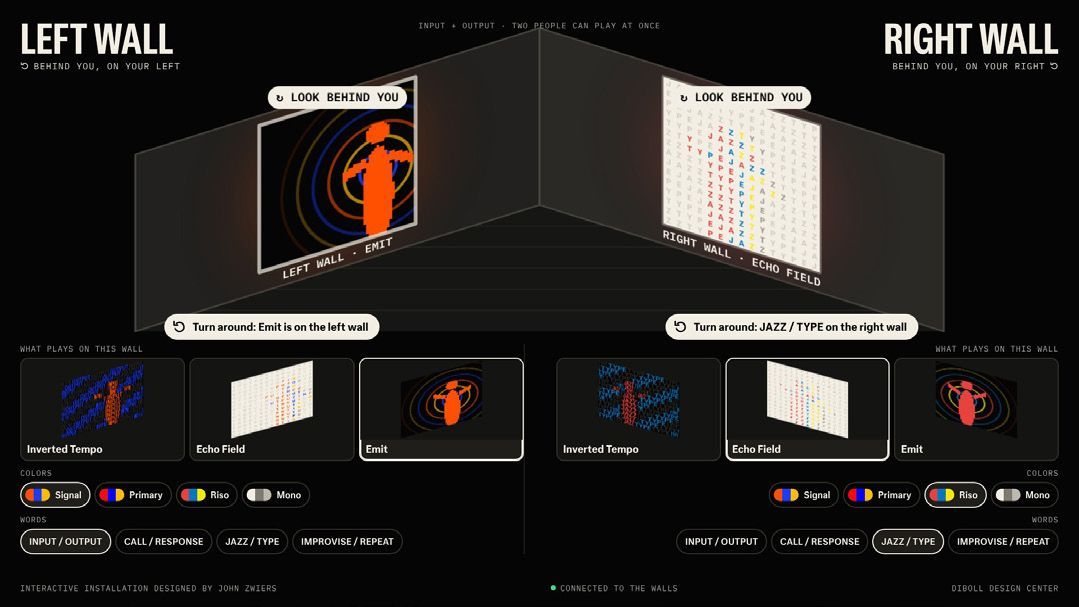 INPUT + OUTPUT · TWO PEOPLE CAN PLAY AT ONCE
LEFT WALL
BEHIND YOU, ON YOUR LEFT
RIGHT WALL
BEHIND YOU, ON YOUR RIGHT
LOOK BEHIND YOU
LOOK BEHIND YOU
LEFT WALL · EMIT
RIGHT WALL · ECHO FIELD
Turn around: Emit is on the left wall
Turn around: JAZZ / TYPE on the right wall
WHAT PLAYS ON THIS WALL
Inverted Tempo
Echo Field
Emit
COLORS
Signal
Primary
Riso
Mono
WORDS
INPUT / OUTPUT
CALL / RESPONSE
JAZZ / TYPE
IMPROVISE / REPEAT
WHAT PLAYS ON THIS WALL
Inverted Tempo
Echo Field
Emit
COLORS
Signal
Primary
Riso
Mono
WORDS
INPUT / OUTPUT
CALL / RESPONSE
JAZZ / TYPE
IMPROVISE / REPEAT
INTERACTIVE INSTALLATION DESIGNED BY JOHN ZWIERS
CONNECTED TO THE WALLS
DIBOLL DESIGN CENTER